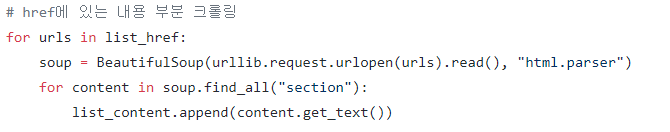 # href에 있는 내용 부분 크롤링
for urls in list_href:
    soup = BeautifulSoup(urllib.request.urlopen(urls).read(), "html.parser")
    for content in soup.find_all("section"):
        list_content.append(content.get_text())